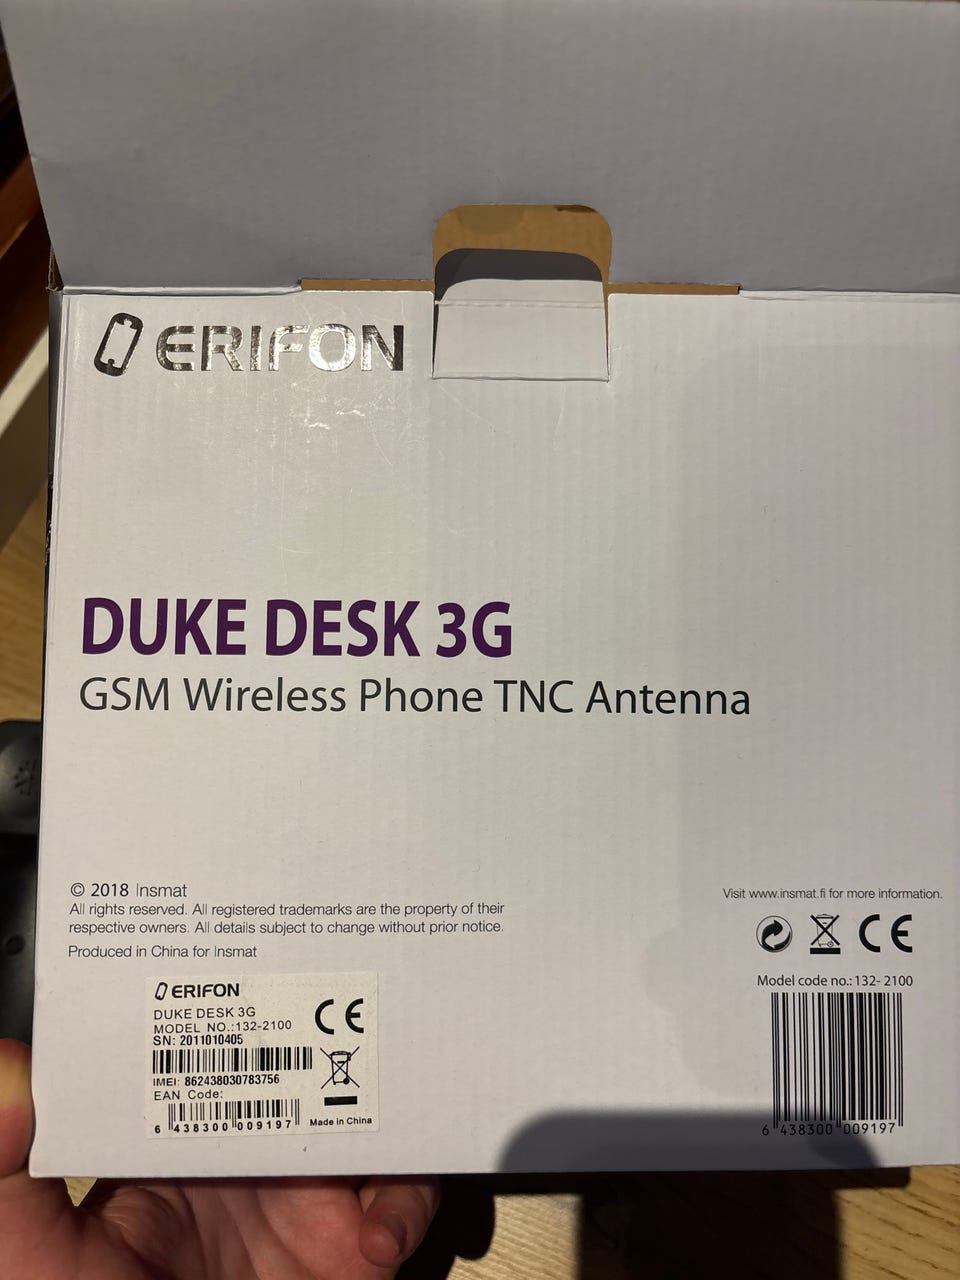 ERIFON
DUKE DESK 3G
GSM Wireless Phone TNC Antenna
© 2018 Insmat
All rights reserved. All registered trademarks are the property of their
respective owners. All details subject to change without prior notice.
Produced in China for Insmat
ERIFON
DUKE DESK 3G
MODEL NO.:132-2100
SN: 2011010405
IMEI: 862438030783756
EAN Code:
6 438300 009197
Made in China
CE
Visit www.insmat.fi for more information.
CE
Model code no.: 132- 2100
6 438300 009197